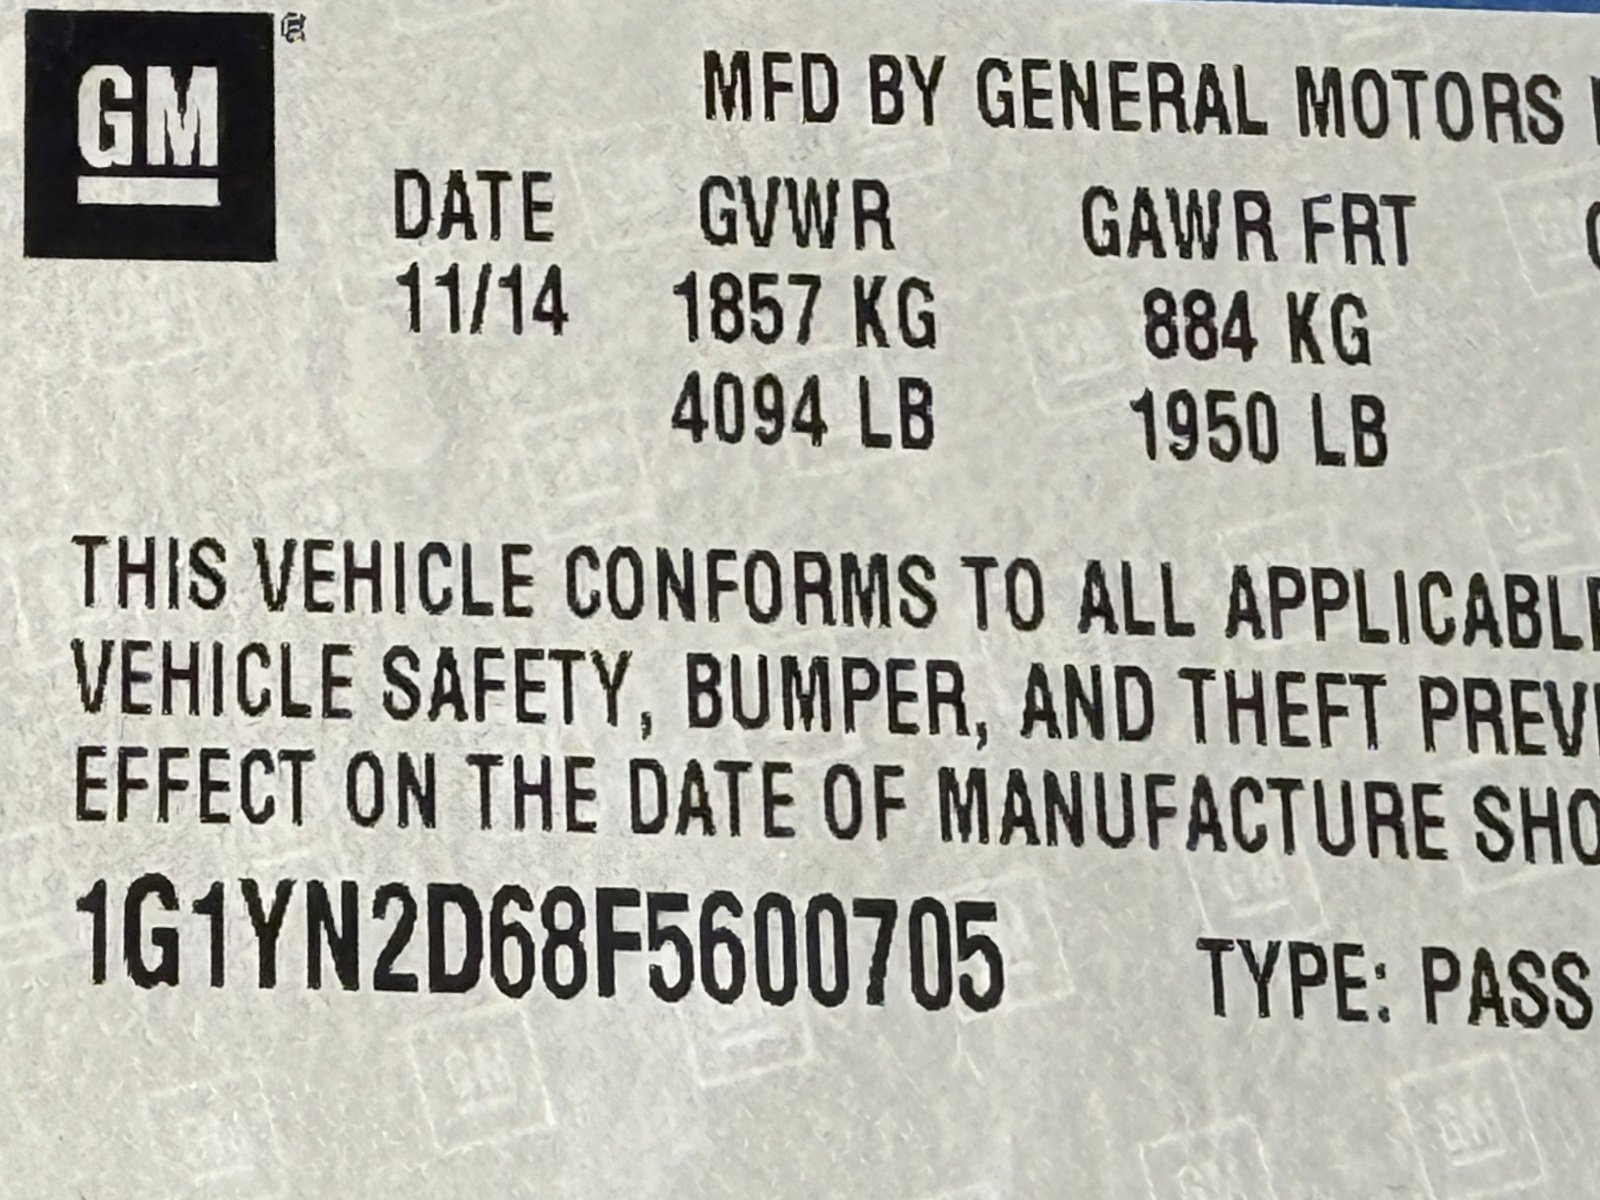 GM
MFD BY GENERAL MOTORS
DATE GVWR GAWR FRT
11/14 1857 KG 884 KG
4094 LB 1950 LB
THIS VEHICLE CONFORMS TO ALL APPLICABLE
VEHICLE SAFETY, BUMPER, AND THEFT PREV
EFFECT ON THE DATE OF MANUFACTURE SHO
1G1YN2D68F5600705 TYPE: PASS